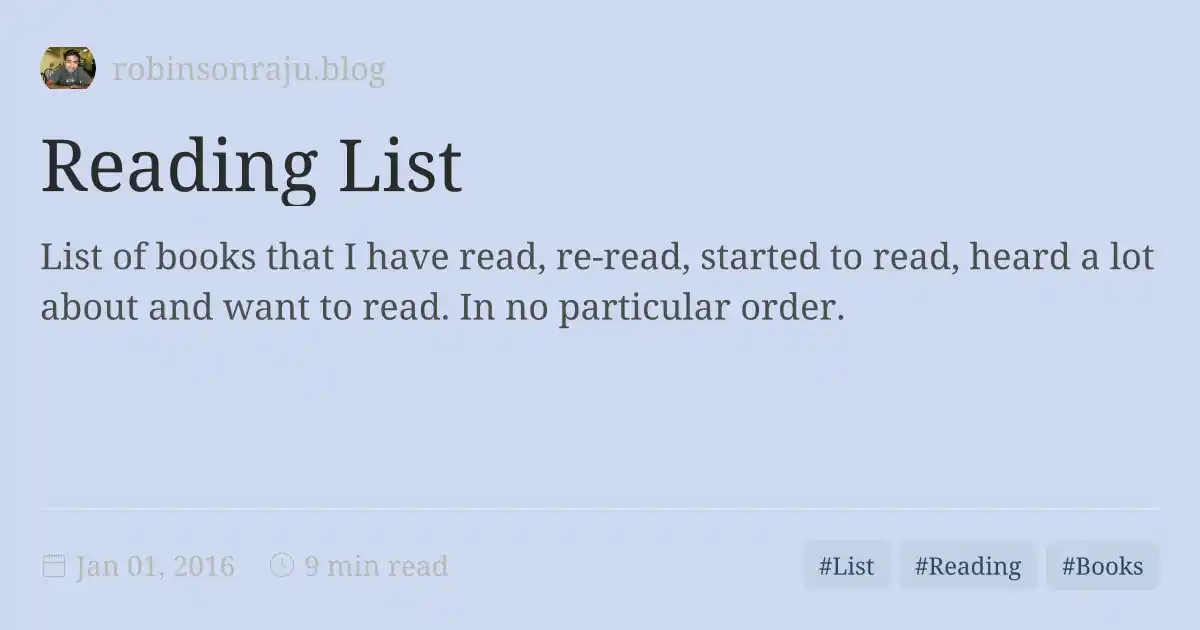 robinsonraju.blog
Reading List
List of books that I have read, re-read, started to read, heard a lot
about and want to read. In no particular order.
Jan 01, 2016 9 min read #List #Reading #Books